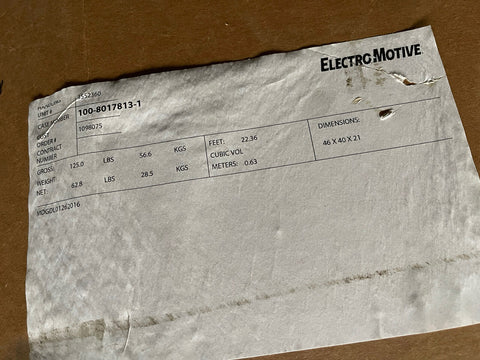 ELECTRO MOTIVE
1552360
UNIT #
CASE NUMBER 100-8017813-1
CUST
ORDER # 1098075
CONTRACT
NUMBER
GROSS: 125.0 LBS 56.6 KGS
WEIGHT:
NET: 62.8 LBS 28.5 KGS
FEET: 22.36
CUBIC VOL
METERS: 0.63
DIMENSIONS:
46 X 40 X 21